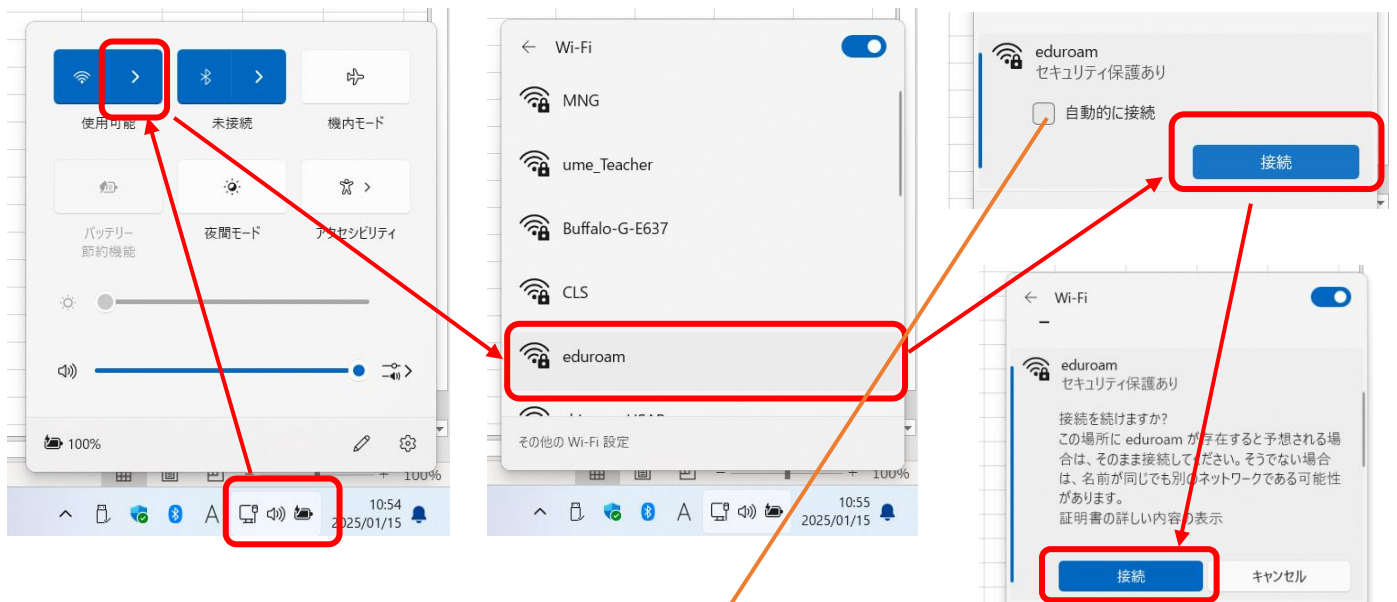 使用可能
未接続
機内モード
バッテリー
節約機能
夜間モード
アクセシビリティ
100%
100%
A
10:54
2025/01/15
Wi-Fi
MNG
ume_Teacher
Buffalo-G-E637
CLS
eduroam
その他の Wi-Fi 設定
100%
A
10:55
2025/01/15
eduroam
セキュリティ保護あり
自動的に接続
接続
Wi-Fi
eduroam
セキュリティ保護あり
接続を続けますか?
この場所に eduroam が存在すると予想される場
合は、そのまま接続してください。そうでない場合
は、名前が同じでも別のネットワークである可能性
があります。
証明書の詳しい内容の表示
接続
キャンセル